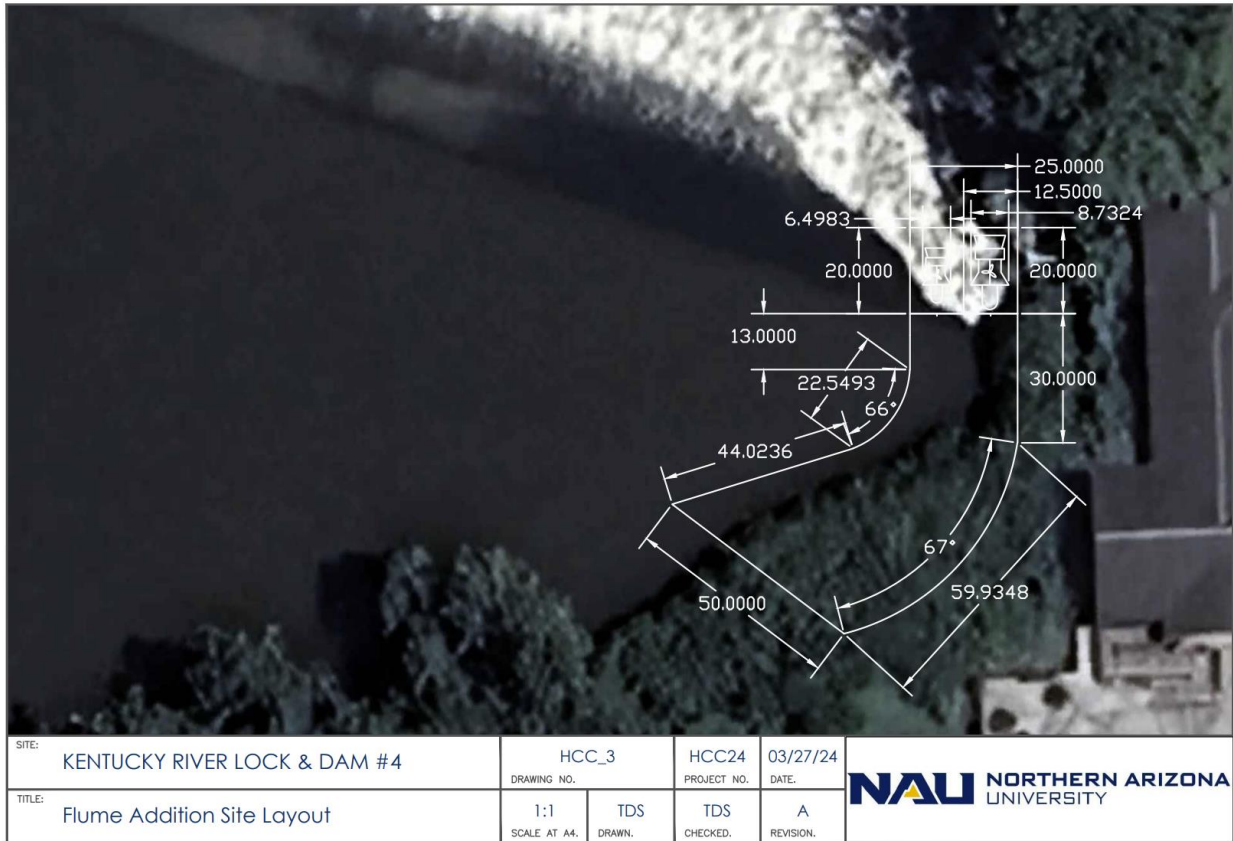 25.0000
12.5000
6.4983
8.7324
20.0000
20.0000
13.0000
30.0000
22.5493
66°
44.0236
67°
50.0000
59.9348
SITE:
KENTUCKY RIVER LOCK & DAM #4
HCC_3
DRAWING NO.
HCC24
PROJECT NO.
03/27/24
DATE.
TITLE:
Flume Addition Site Layout
1:1
SCALE AT A4.
TDS
DRAWN.
TDS
CHECKED.
A
REVISION.
NAU
NORTHERN ARIZONA
UNIVERSITY